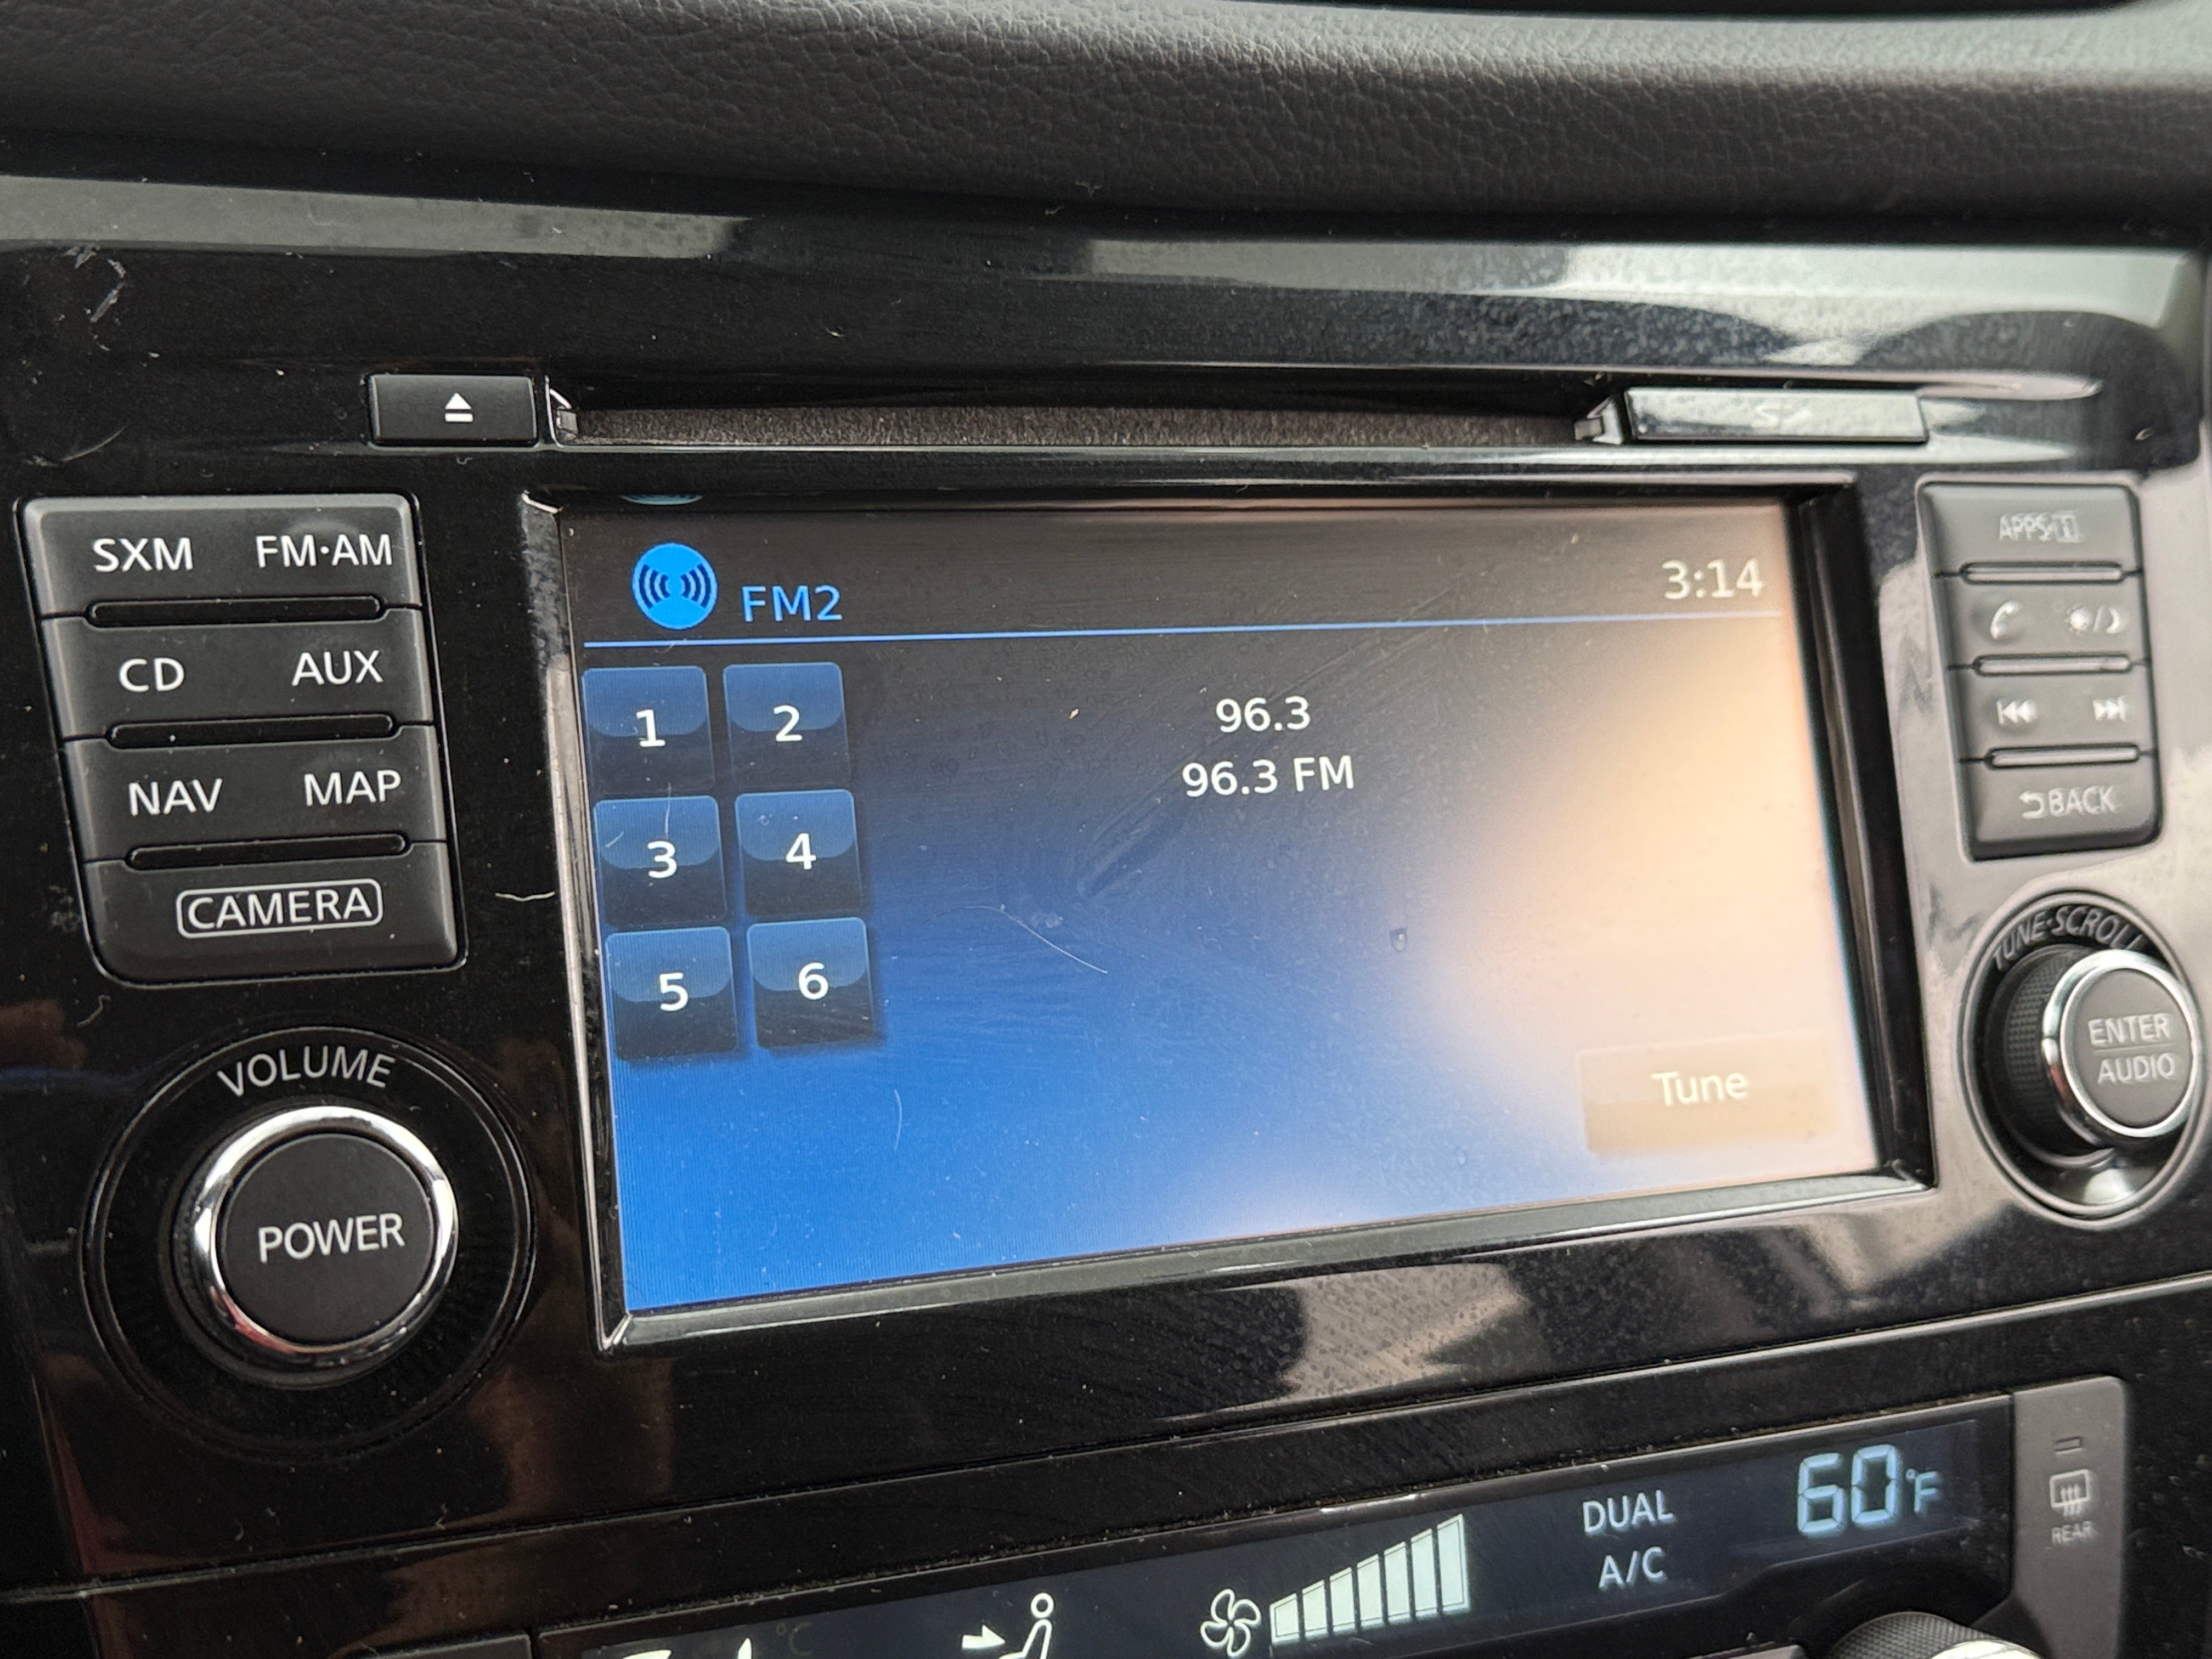 SXM FM·AM
CD AUX
NAV MAP
CAMERA
VOLUME
POWER
FM2
3:14
1 2
96.3
96.3 FM
3 4
5 6
Tune
APPS·i
BACK
TUNE·SCROLL
ENTER
AUDIO
DUAL
A/C
60°F
REAR